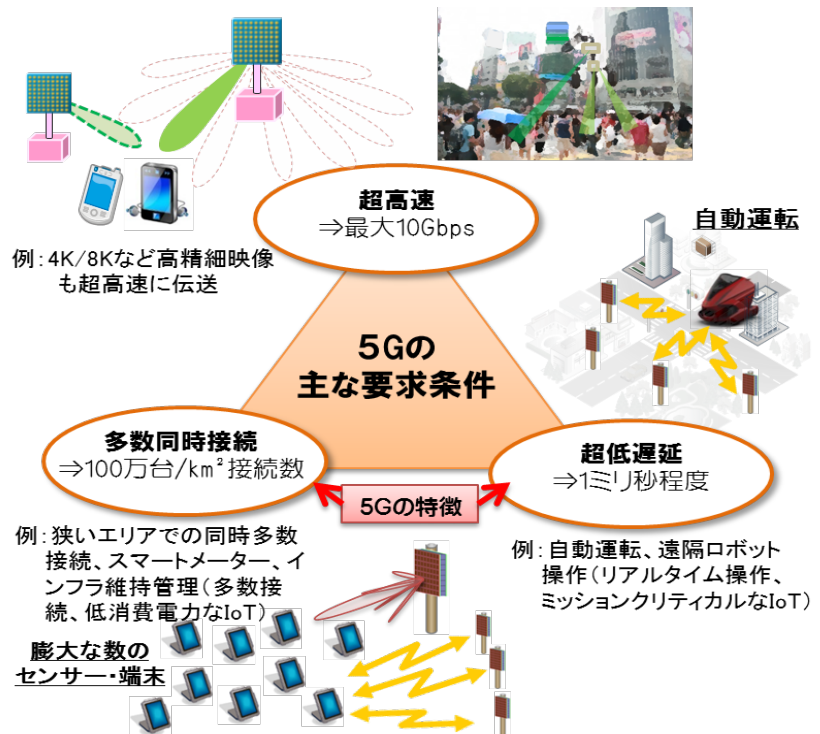 超高速
⇒最大10Gbps
例:4K/8Kなど高精細映像
も超高速に伝送
自動運転
5Gの
主な要求条件
多数同時接続
⇒100万台/km²接続数
超低遅延
⇒1ミリ秒程度
5Gの特徴
例:狭いエリアでの同時多数
接続、スマートメーター、イ
ンフラ維持管理(多数接
続、低消費電力なIoT)
例:自動運転、遠隔ロボット
操作(リアルタイム操作、
ミッションクリティカルなIoT)
膨大な数の
センサー・端末